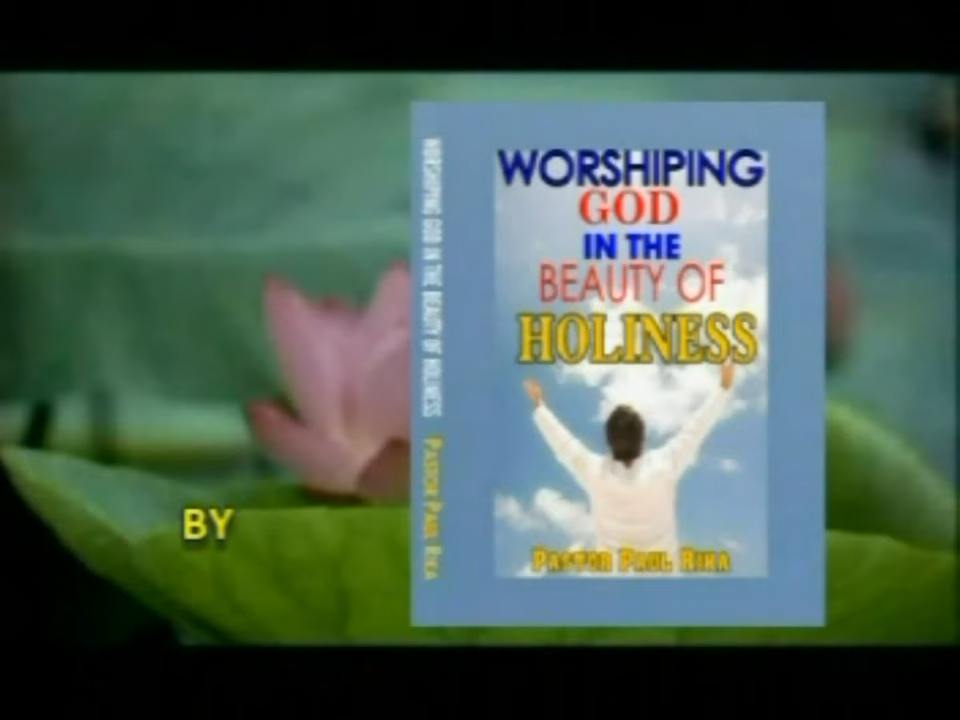 WORSHIPING
GOD
IN THE
BEAUTY OF
HOLINESS
PASTOR PAUL RIKA
WORSHIPING GOD IN THE BEAUTY OF HOLINESS PASTOR PAUL RIKA
BY